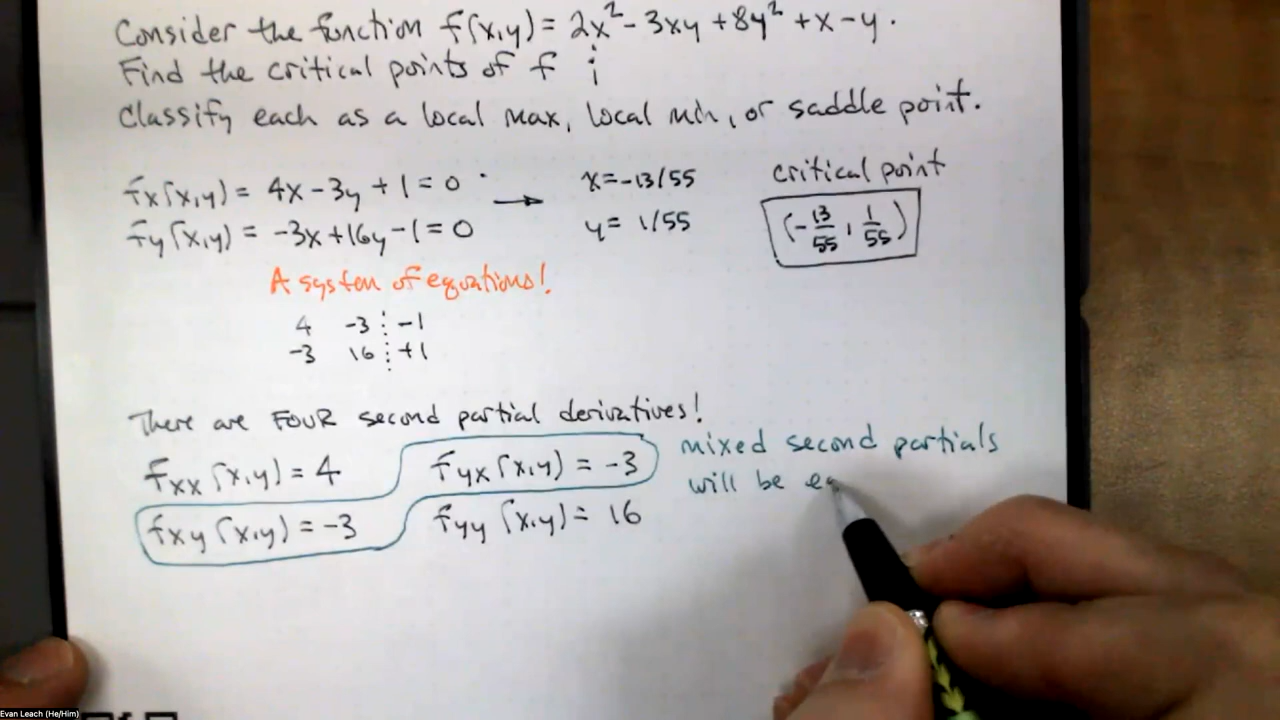 Consider the function f(x,y) = 2x² - 3xy + 8y² + x - y.
Find the critical points of f ;
Classify each as a local max, local min, or saddle point.
fx(x,y) = 4x - 3y + 1 = 0 → x = -13/55
fy(x,y) = -3x + 16y - 1 = 0 y = 1/55
critical point
(-13/55, 1/55)
A system of equations!
4 -3 ⋮ -1
-3 16 ⋮ +1
There are FOUR second partial derivatives!
fxx(x,y) = 4 fyx(x,y) = -3
fxy(x,y) = -3 fyy(x,y) = 16
mixed second partials
will be eq
Evan Leach (He/Him)